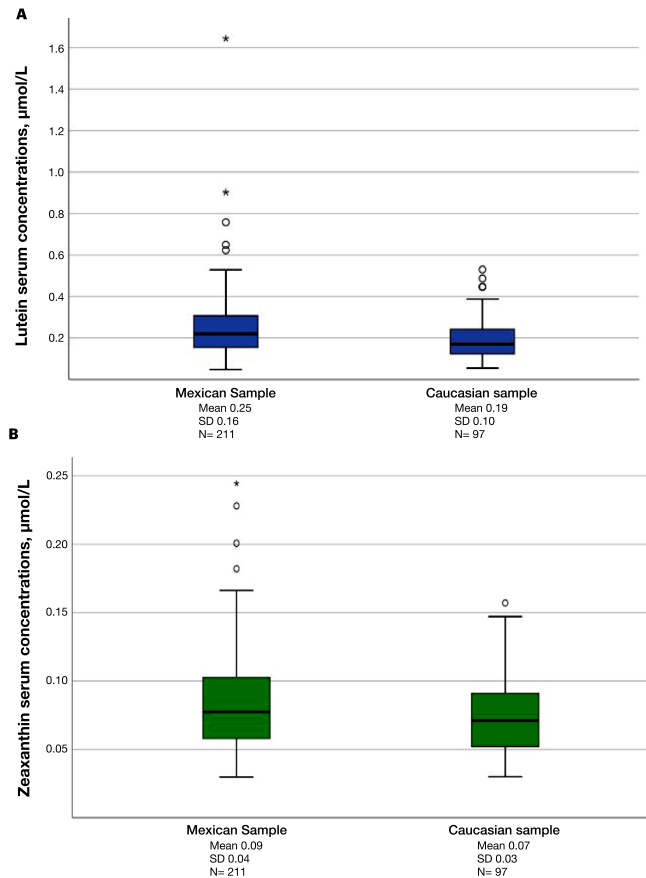 A
Lutein serum concentrations, µmol/L
1.6
1.4
1.2
1.0
0.8
0.6
0.4
0.2
Mexican Sample
Mean 0.25
SD 0.16
N= 211
Caucasian sample
Mean 0.19
SD 0.10
N= 97
B
Zeaxanthin serum concentrations, µmol/L
0.25
0.20
0.15
0.10
0.05
Mexican Sample
Mean 0.09
SD 0.04
N= 211
Caucasian sample
Mean 0.07
SD 0.03
N= 97